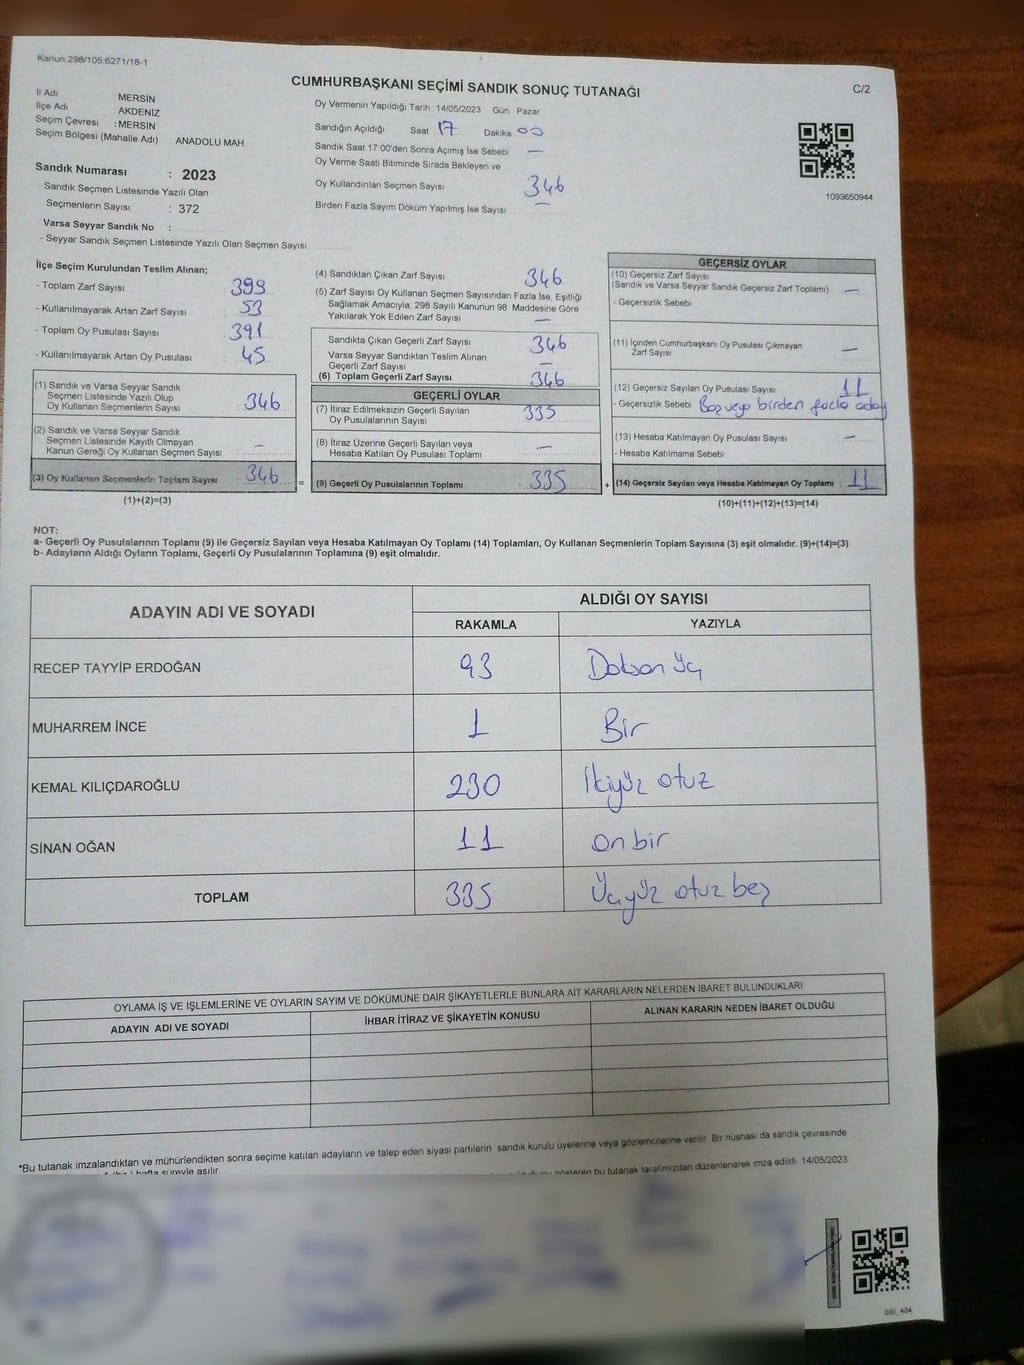 Kanun.298/105.6271/18-1
CUMHURBAŞKANI SEÇİMİ SANDIK SONUÇ TUTANAĞI
C/2
İl Adı MERSİN
İlçe Adı AKDENİZ
Seçim Çevresi : MERSİN
Seçim Bölgesi (Mahalle Adı) : ANADOLU MAH.
Oy Vermenin Yapıldığı Tarih : 14/05/2023 Gün : Pazar
Sandığın Açıldığı Saat 17 Dakika 00
Sandık Saat 17 00'den Sonra Açımış İse Sebebi —
Oy Verme Saati Bitiminde Sırada Bekleyen ve
Oy Kullandırılan Seçmen Sayısı 346
Birden Fazla Sayım Döküm Yapılmış İse Sayısı —
1093650944
Sandık Numarası : 2023
- Sandık Seçmen Listesinde Yazılı Olan
Seçmenlerin Sayısı : 372
Varsa Seyyar Sandık No :
- Seyyar Sandık Seçmen Listesinde Yazılı Olan Seçmen Sayısı
İlçe Seçim Kurulundan Teslim Alınan;
- Toplam Zarf Sayısı : 399
- Kullanılmayarak Artan Zarf Sayısı : 53
- Toplam Oy Pusulası Sayısı : 391
- Kullanılmayarak Artan Oy Pusulası : 45
(1) Sandık ve Varsa Seyyar Sandık
Seçmen Listesinde Yazılı Olup
Oy Kullanan Seçmenlerin Sayısı : 346
(2) Sandık ve Varsa Seyyar Sandık
Seçmen Listesinde Kayıtlı Olmayan
Kanun Gereği Oy Kullanan Seçmen Sayısı : —
(3) Oy Kullanan Seçmenlerin Toplam Sayısı : 346
=
(1)+(2)=(3)
(4) Sandıktan Çıkan Zarf Sayısı 346
(5) Zarf Sayısı Oy Kullanan Seçmen Sayısından Fazla İse, Eşitliği
Sağlamak Amacıyla, 298 Sayılı Kanunun 98 Maddesine Göre
Yakılarak Yok Edilen Zarf Sayısı —
Sandıkta Çıkan Geçerli Zarf Sayısı : 346
Varsa Seyyar Sandıktan Teslim Alınan
Geçerli Zarf Sayısı —
(6) Toplam Geçerli Zarf Sayısı : 346
GEÇERLİ OYLAR
(7) İtiraz Edilmeksizin Geçerli Sayılan
Oy Pusulalarının Sayısı : 335
(8) İtiraz Üzerine Geçerli Sayılan veya
Hesaba Katılan Oy Pusulası Toplamı : —
(9) Geçerli Oy Pusulalarının Toplamı : 335
+
GEÇERSİZ OYLAR
(10) Geçersiz Zarf Sayısı
(Sandık ve Varsa Seyyar Sandık Geçersiz Zarf Toplamı) —
- Geçersizlik Sebebi
(11) İçinden Cumhurbaşkanı Oy Pusulası Çıkmayan
Zarf Sayısı —
(12) Geçersiz Sayılan Oy Pusulası Sayısı : 11
- Geçersizlik Sebebi Boş veya birden fazla aday
(13) Hesaba Katılmayan Oy Pusulası Sayısı : —
- Hesaba Katılmama Sebebi
(14) Geçersiz Sayılan veya Hesaba Katılmayan Oy Toplamı : 11
(10)+(11)+(12)+(13)=(14)
NOT:
a- Geçerli Oy Pusulalarının Toplamı (9) ile Geçersiz Sayılan veya Hesaba Katılmayan Oy Toplamı (14) Toplamları, Oy Kullanan Seçmenlerin Toplam Sayısına (3) eşit olmalıdır. (9)+(14)=(3)
b- Adayların Aldığı Oyların Toplamı, Geçerli Oy Pusulalarının Toplamına (9) eşit olmalıdır.
ADAYIN ADI VE SOYADI ALDIĞI OY SAYISI
RAKAMLA YAZIYLA
RECEP TAYYİP ERDOĞAN 93 Doksan üç
MUHARREM İNCE 1 Bir
KEMAL KILIÇDAROĞLU 230 İkiyüz otuz
SİNAN OĞAN 11 On bir
TOPLAM 335 Üçyüz otuz beş
OYLAMA İŞ VE İŞLEMLERİNE VE OYLARIN SAYIM VE DÖKÜMÜNE DAİR ŞİKAYETLERLE BUNLARA AİT KARARLARIN NELERDEN İBARET BULUNDUKLARI
ADAYIN ADI VE SOYADI İHBAR İTİRAZ VE ŞİKAYETİN KONUSU ALINAN KARARIN NEDEN İBARET OLDUĞU
*Bu tutanak imzalandıktan ve mühürlendikten sonra seçime katılan adayların ve talep eden siyasi partilerin sandık kurulu üyelerine veya gözlemcilerine verilir. Bir nüshası da sandık çevresinde
hafta süreyle asılır. gösteren bu tutanak tarafımızdan düzenlenerek imza edildi. 14/05/2023
SSI_404